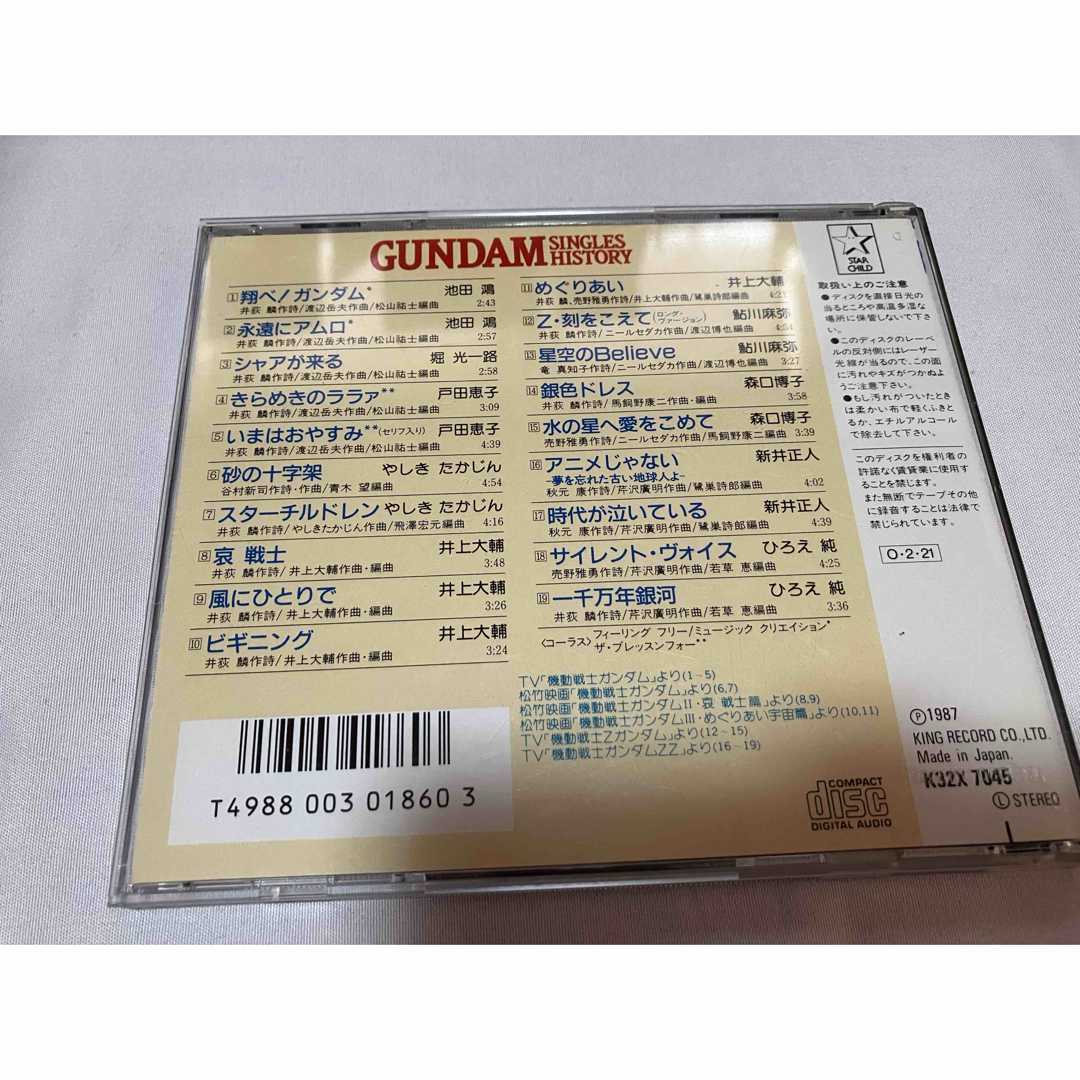 GUNDAM SINGLES HISTORY
1 翔べ!ガンダム* 池田 鴻
井荻 麟作詩/渡辺岳夫作曲/松山祐士編曲 2:43
2 永遠にアムロ* 池田 鴻
井荻 麟作詩/渡辺岳夫作曲/松山祐士編曲 2:57
3 シャアが来る 堀 光一路
井荻 麟作詩/渡辺岳夫作曲/松山祐士編曲 2:58
4 きらめきのララァ** 戸田恵子
井荻 麟作詩/渡辺岳夫作曲/松山祐士編曲 3:09
5 いまはおやすみ**(セリフ入り) 戸田恵子
井荻 麟作詩/渡辺岳夫作曲/松山祐士編曲 4:39
6 砂の十字架 やしき たかじん
谷村新司作詩・作曲/青木 望編曲 4:54
7 スターチルドレン やしき たかじん
井荻 麟作詩/やしきたかじん作曲/飛澤宏元編曲 4:16
8 哀 戦士 井上大輔
井荻 麟作詩/井上大輔作曲・編曲 3:48
9 風にひとりで 井上大輔
井荻 麟作詩/井上大輔作曲・編曲 3:26
10 ビギニング 井上大輔
井荻 麟作詩/井上大輔作曲・編曲 3:24
11 めぐりあい 井上大輔
井荻 麟、売野雅勇作詩/井上大輔作曲/鷺巣詩郎編曲 4:21
12 Z・刻をこえて(ロング・ヴァージョン) 鮎川麻弥
井荻 麟作詩/ニールセダカ作曲/渡辺博也編曲 4:54
13 星空のBelieve 鮎川麻弥
竜 真知子作詩/ニールセダカ作曲/渡辺博也編曲 3:27
14 銀色ドレス 森口博子
井荻 麟作詩/馬飼野康二作曲・編曲 3:58
15 水の星へ愛をこめて 森口博子
売野雅勇作詩/ニールセダカ作曲/馬飼野康二編曲 3:39
16 アニメじゃない 新井正人
-夢を忘れた古い地球人よ-
秋元 康作詩/芹沢廣明作曲/鷺巣詩郎編曲 4:02
17 時代が泣いている 新井正人
秋元 康作詩/芹沢廣明作曲/鷺巣詩郎編曲 4:39
18 サイレント・ヴォイス ひろえ 純
売野雅勇作詩/芹沢廣明作曲/若草 恵編曲 4:25
19 一千万年銀河 ひろえ 純
井荻 麟作詩/芹沢廣明作曲/若草 恵編曲 3:36
〈コーラス〉フィーリング フリー/ミュージック クリエイション*
ザ・ブレッスンフォー**
TV「機動戦士ガンダム」より(1~5)
松竹映画「機動戦士ガンダム」より(6,7)
松竹映画「機動戦士ガンダムII・哀 戦士篇」より(8,9)
松竹映画「機動戦士ガンダムIII・めぐりあい宇宙篇」より(10,11)
TV「機動戦士Zガンダム」より(12~15)
TV「機動戦士ガンダムZZ」より(16~19)
T4988 003 01860 3
COMPACT
disc
DIGITAL AUDIO
STAR
CHILD
取扱い上のご注意
●ディスクを直接日光の
当るところや高温多湿な
場所に保管しないで下さ
い。
●このディスクのレーベ
ルの反対側にはレーザー
光線が当るので、この面
に汚れやキズがつかぬよ
うご注意下さい。
●もし汚れがついたとき
は柔かい布で軽くふきと
るか、エチルアルコール
で除去して下さい。
このディスクを権利者の
許諾なく賃貸業に使用す
ることを禁じます。
また無断でテープその他
に録音することは法律で
禁じられています。
O・2・21
Ⓟ1987
KING RECORD CO.,LTD.
Made in Japan.
K32X 7045
Ⓛ STEREO